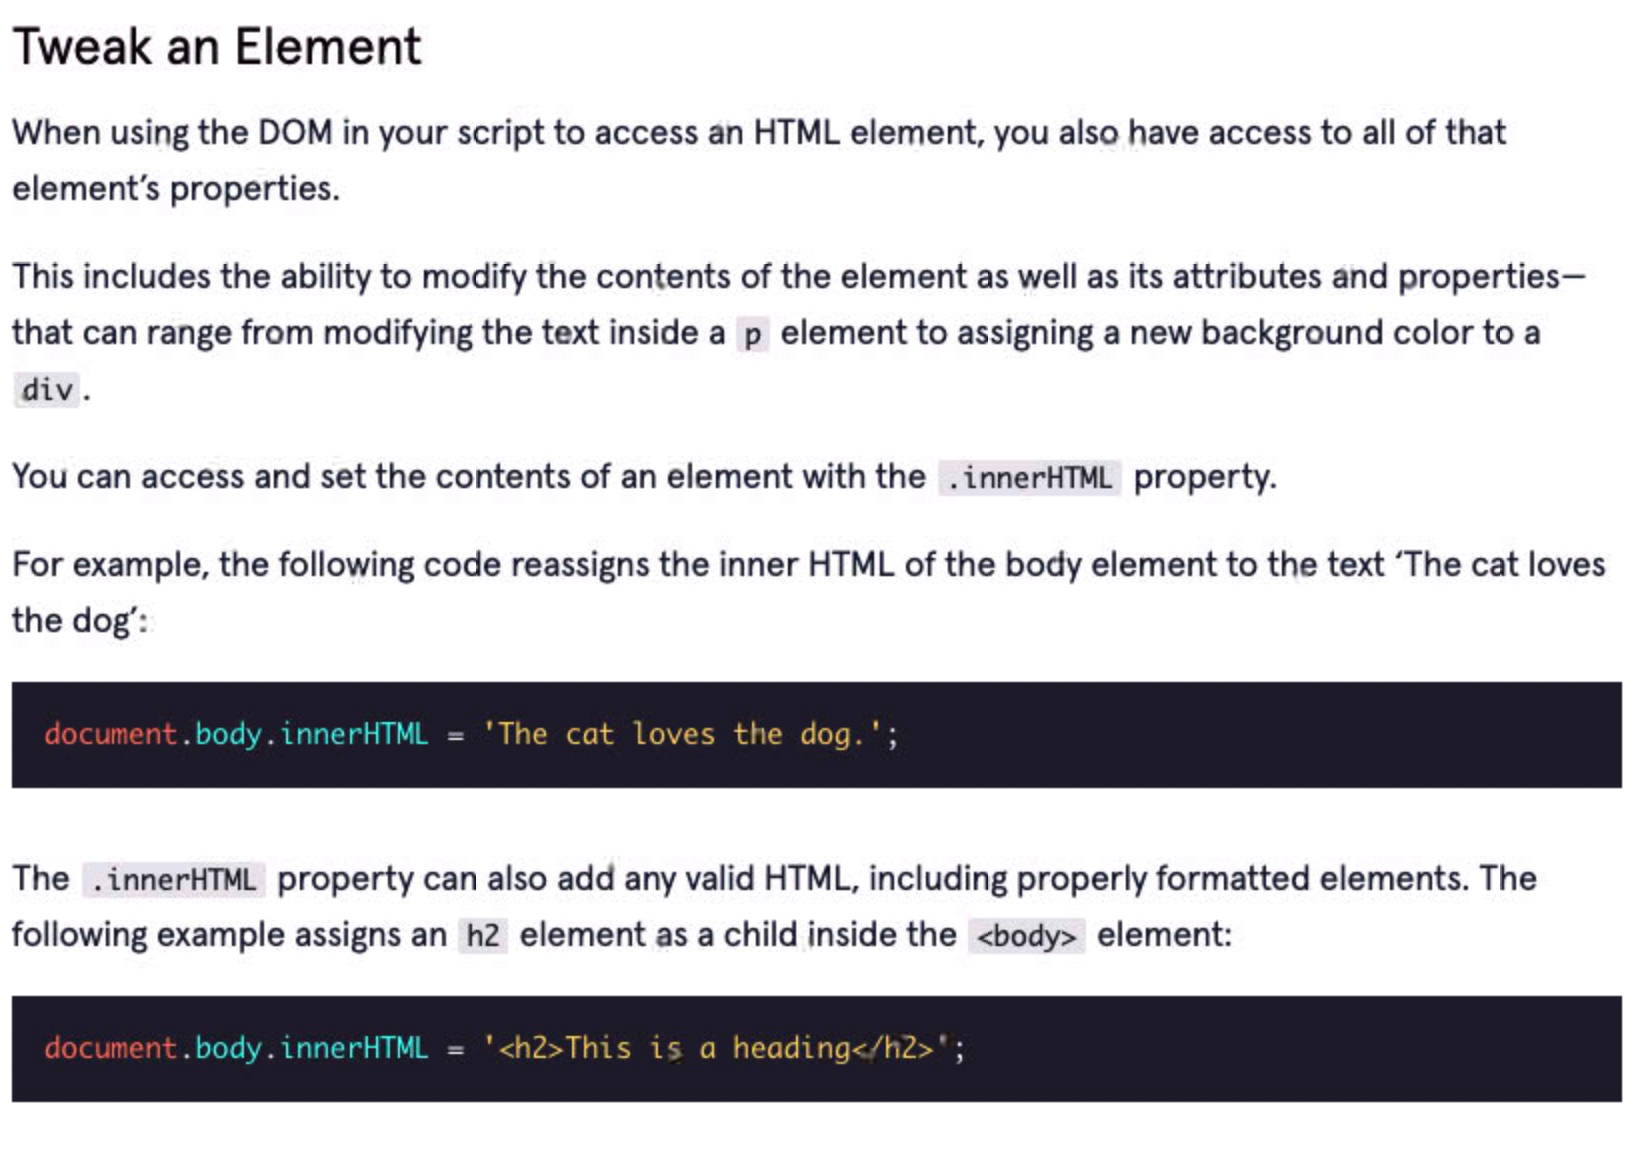 Tweak an Element
When using the DOM in your script to access an HTML element, you also have access to all of that
element’s properties.
This includes the ability to modify the contents of the element as well as its attributes and properties—
that can range from modifying the text inside a p element to assigning a new background color to a
div.
You can access and set the contents of an element with the .innerHTML property.
For example, the following code reassigns the inner HTML of the body element to the text ‘The cat loves
the dog’:
document.body.innerHTML = 'The cat loves the dog.';
The .innerHTML property can also add any valid HTML, including properly formatted elements. The
following example assigns an h2 element as a child inside the <body> element:
document.body.innerHTML = '<h2>This is a heading</h2>';